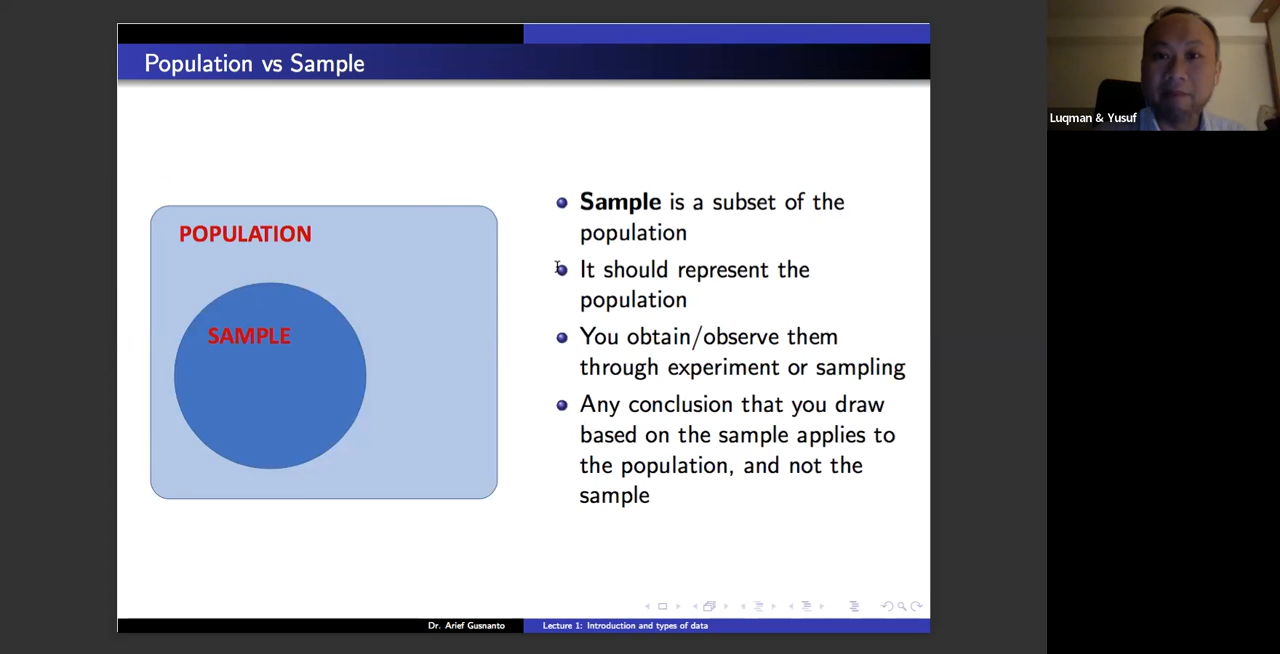 Population vs Sample
POPULATION
SAMPLE
Sample is a subset of the
population
It should represent the
population
You obtain/observe them
through experiment or sampling
Any conclusion that you draw
based on the sample applies to
the population, and not the
sample
Dr. Arief Gusnanto
Lecture 1: Introduction and types of data
Luqman & Yusuf